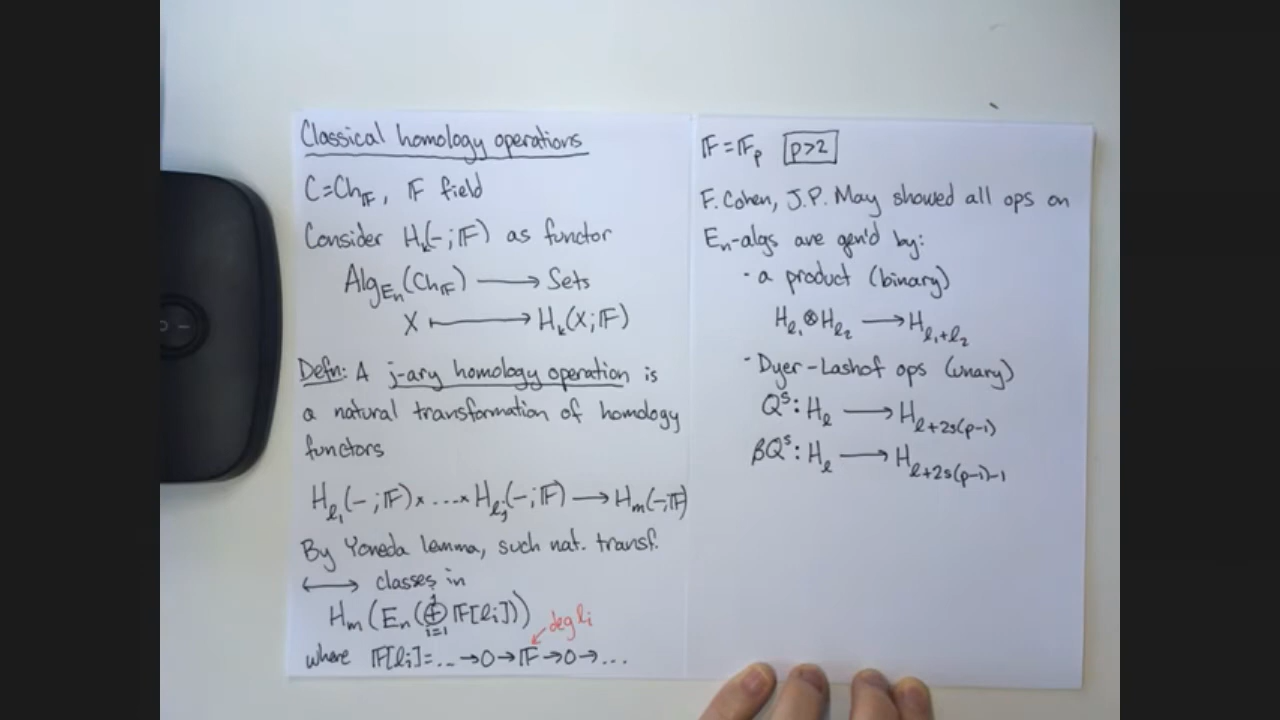 Classical homology operations
C=Ch_𝔽, 𝔽 field
Consider H_k(-;𝔽) as functor
Alg_{E_n}(Ch_𝔽) ⟶ Sets
X ⟼ H_k(X;𝔽)
Defn: A j-ary homology operation is
a natural transformation of homology
functors
H_{l_1}(-;𝔽)×...×H_{l_j}(-;𝔽) ⟶ H_m(-;𝔽)
By Yoneda lemma, such nat. transf.
⟷ classes in
H_m(E_n(⊕_{i=1}^{j} 𝔽[l_i]))
deg l_i
where 𝔽[l_i]=... →0→𝔽→0→...
𝔽=𝔽_p p>2
F. Cohen, J.P. May showed all ops on
E_n-algs are gen'd by:
· a product (binary)
H_{l_1}⊗H_{l_2} ⟶ H_{l_1+l_2}
· Dyer-Lashof ops (unary)
Q^s: H_l ⟶ H_{l+2s(p-1)}
βQ^s: H_l ⟶ H_{l+2s(p-1)-1}